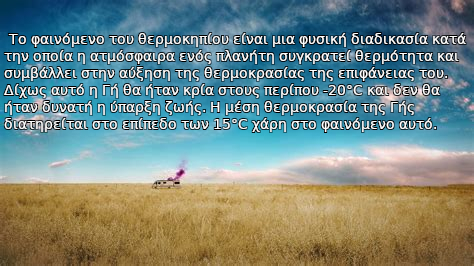 Το φαινόμενο του θερμοκηπίου είναι μια φυσική διαδικασία κατά
την οποία η ατμόσφαιρα ενός πλανήτη συγκρατεί θερμότητα και
συμβάλλει στην αύξηση της θερμοκρασίας της επιφάνειας του.
Δίχως αυτό η Γή θα ήταν κρία στους περίπου -20°C και δεν θα
ήταν δυνατή η ύπαρξη ζωής. Η μέση θερμοκρασία της Γής
διατηρείται στο επίπεδο των 15°C χάρη στο φαινόμενο αυτό.